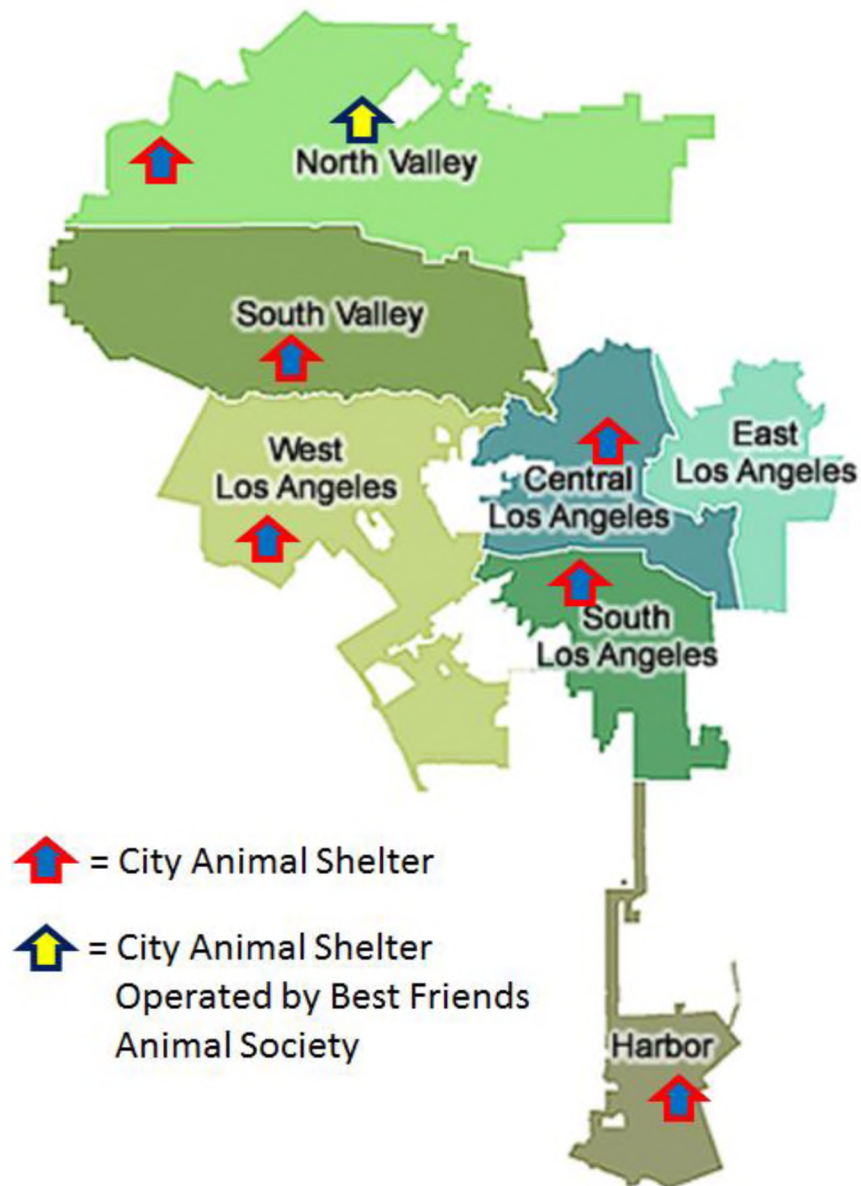 North Valley
South Valley
West
Los Angeles
Central
Los Angeles
East
Los Angeles
South
Los Angeles
= City Animal Shelter
= City Animal Shelter
Operated by Best Friends
Animal Society
Harbor